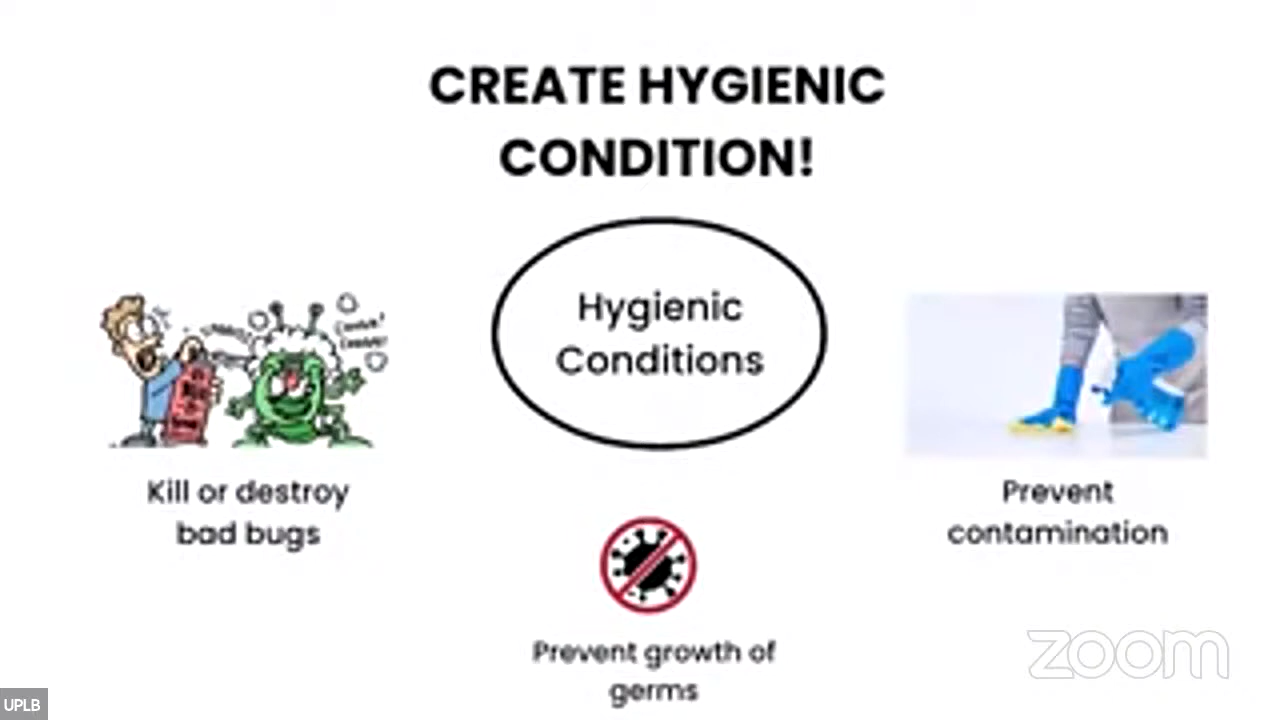 CREATE HYGIENIC
CONDITION!
Hygienic
Conditions
Kill or destroy
bad bugs
Prevent
contamination
Prevent growth of
germs
zoom
UPLB